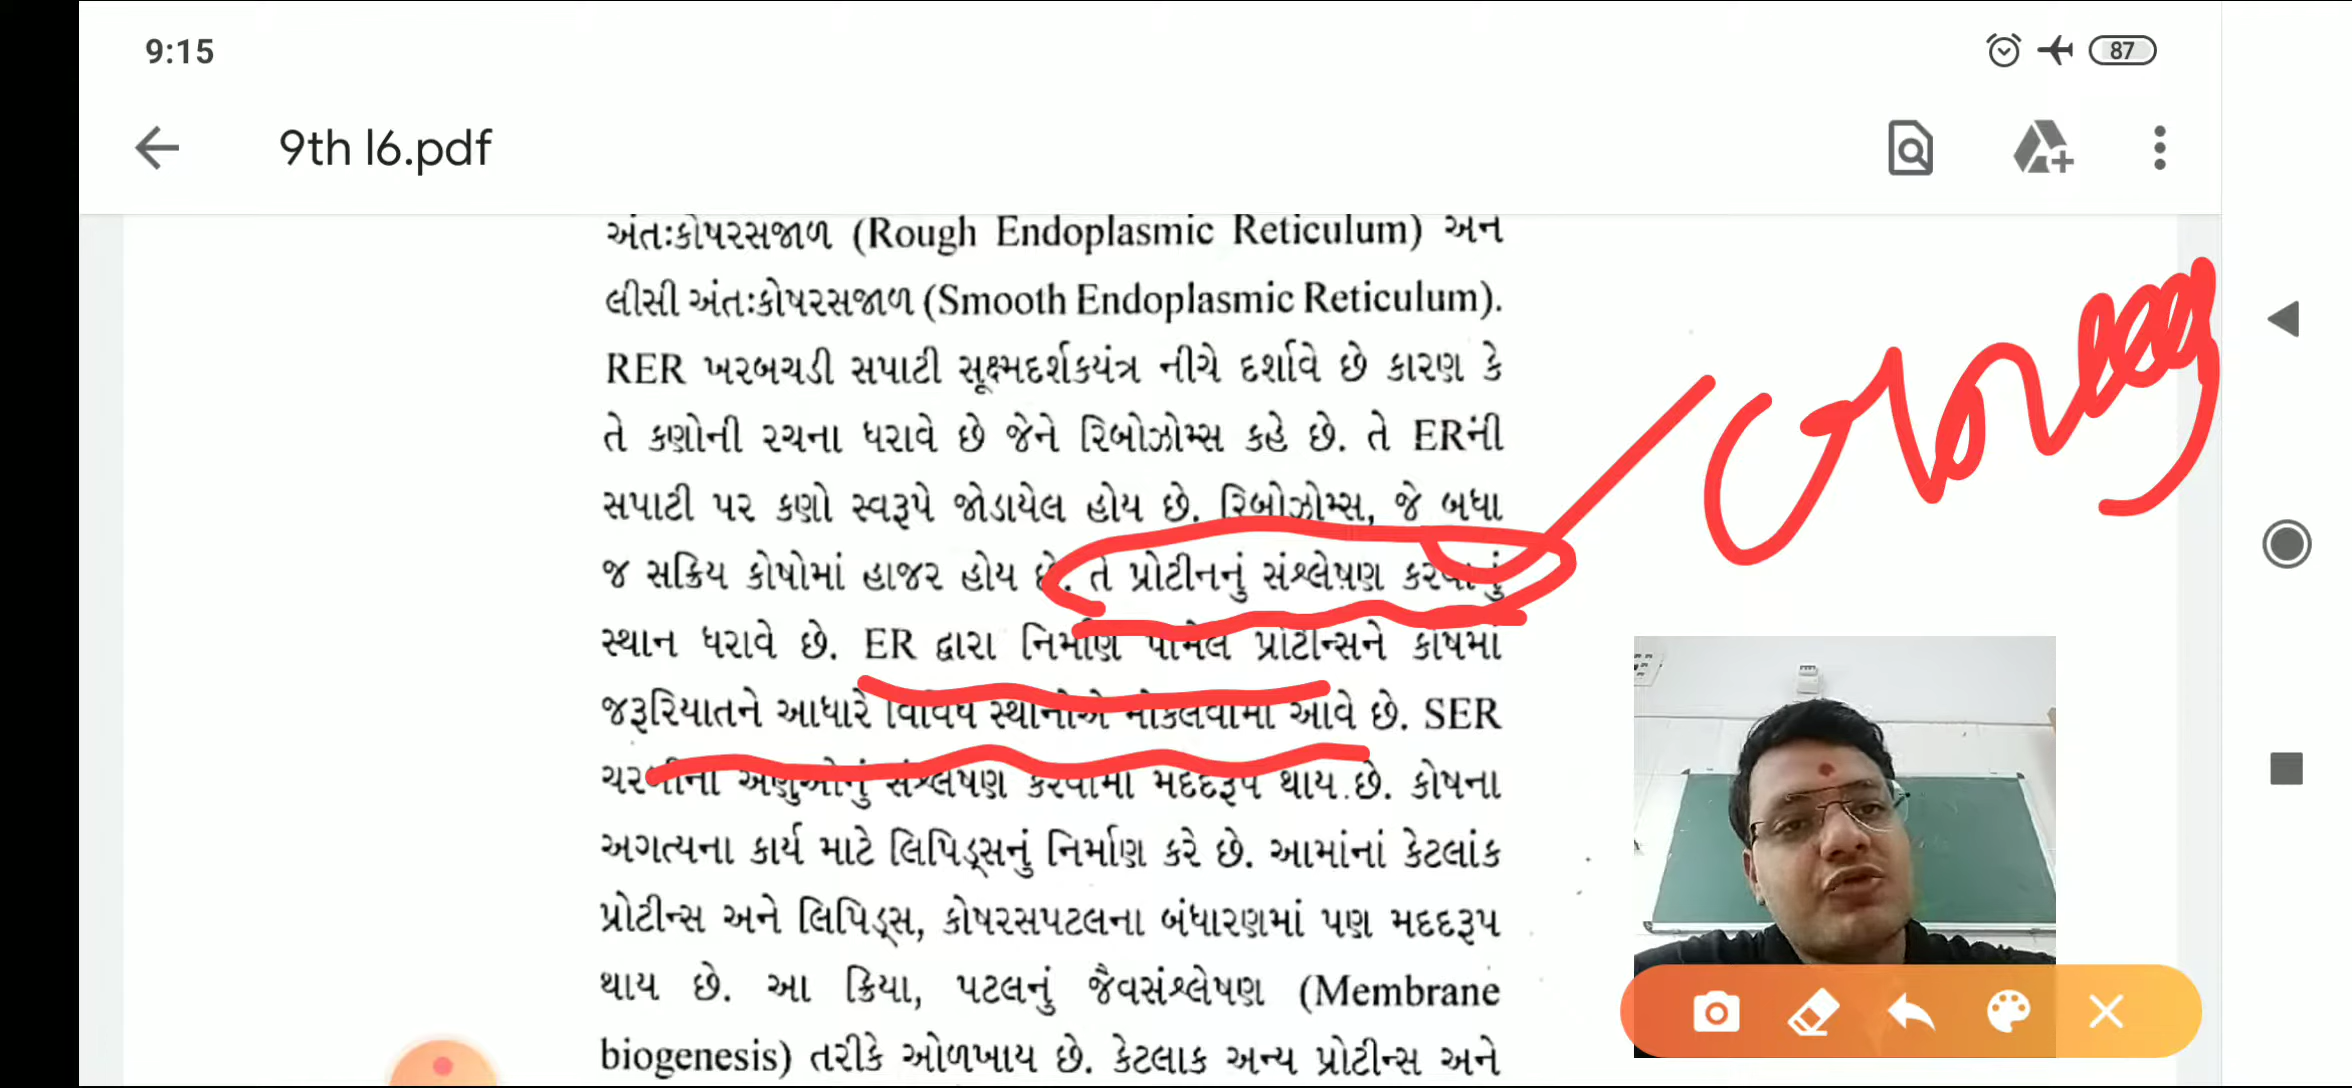 9:15
87
9th l6.pdf
અંતઃકોષરસજાળ (Rough Endoplasmic Reticulum) અને
લીસી અંતઃકોષરસજાળ (Smooth Endoplasmic Reticulum).
RER ખરબચડી સપાટી સૂક્ષ્મદર્શકયંત્ર નીચે દર્શાવે છે કારણ કે
તે કણોની રચના ધરાવે છે જેને રિબોઝોમ્સ કહે છે. તે ERની
સપાટી પર કણો સ્વરૂપે જોડાયેલ હોય છે. રિબોઝોમ્સ, જે બધા
જ સક્રિય કોષોમાં હાજર હોય છે. તે પ્રોટીનનું સંશ્લેષણ કરવાનું
સ્થાન ધરાવે છે. ER દ્વારા નિર્માણ પામેલ પ્રોટીન્સને કોષમાં
જરૂરિયાતને આધારે વિવિધ સ્થાનોએ મોકલવામાં આવે છે. SER
ચરબીના અણુઓનું સંશ્લેષણ કરવામાં મદદરૂપ થાય છે. કોષના
અગત્યના કાર્ય માટે લિપિડ્સનું નિર્માણ કરે છે. આમાંનાં કેટલાંક
પ્રોટીન્સ અને લિપિડ્સ, કોષરસપટલના બંધારણમાં પણ મદદરૂપ
થાય છે. આ ક્રિયા, પટલનું જૈવસંશ્લેષણ (Membrane
biogenesis) તરીકે ઓળખાય છે. કેટલાક અન્ય પ્રોટીન્સ અને